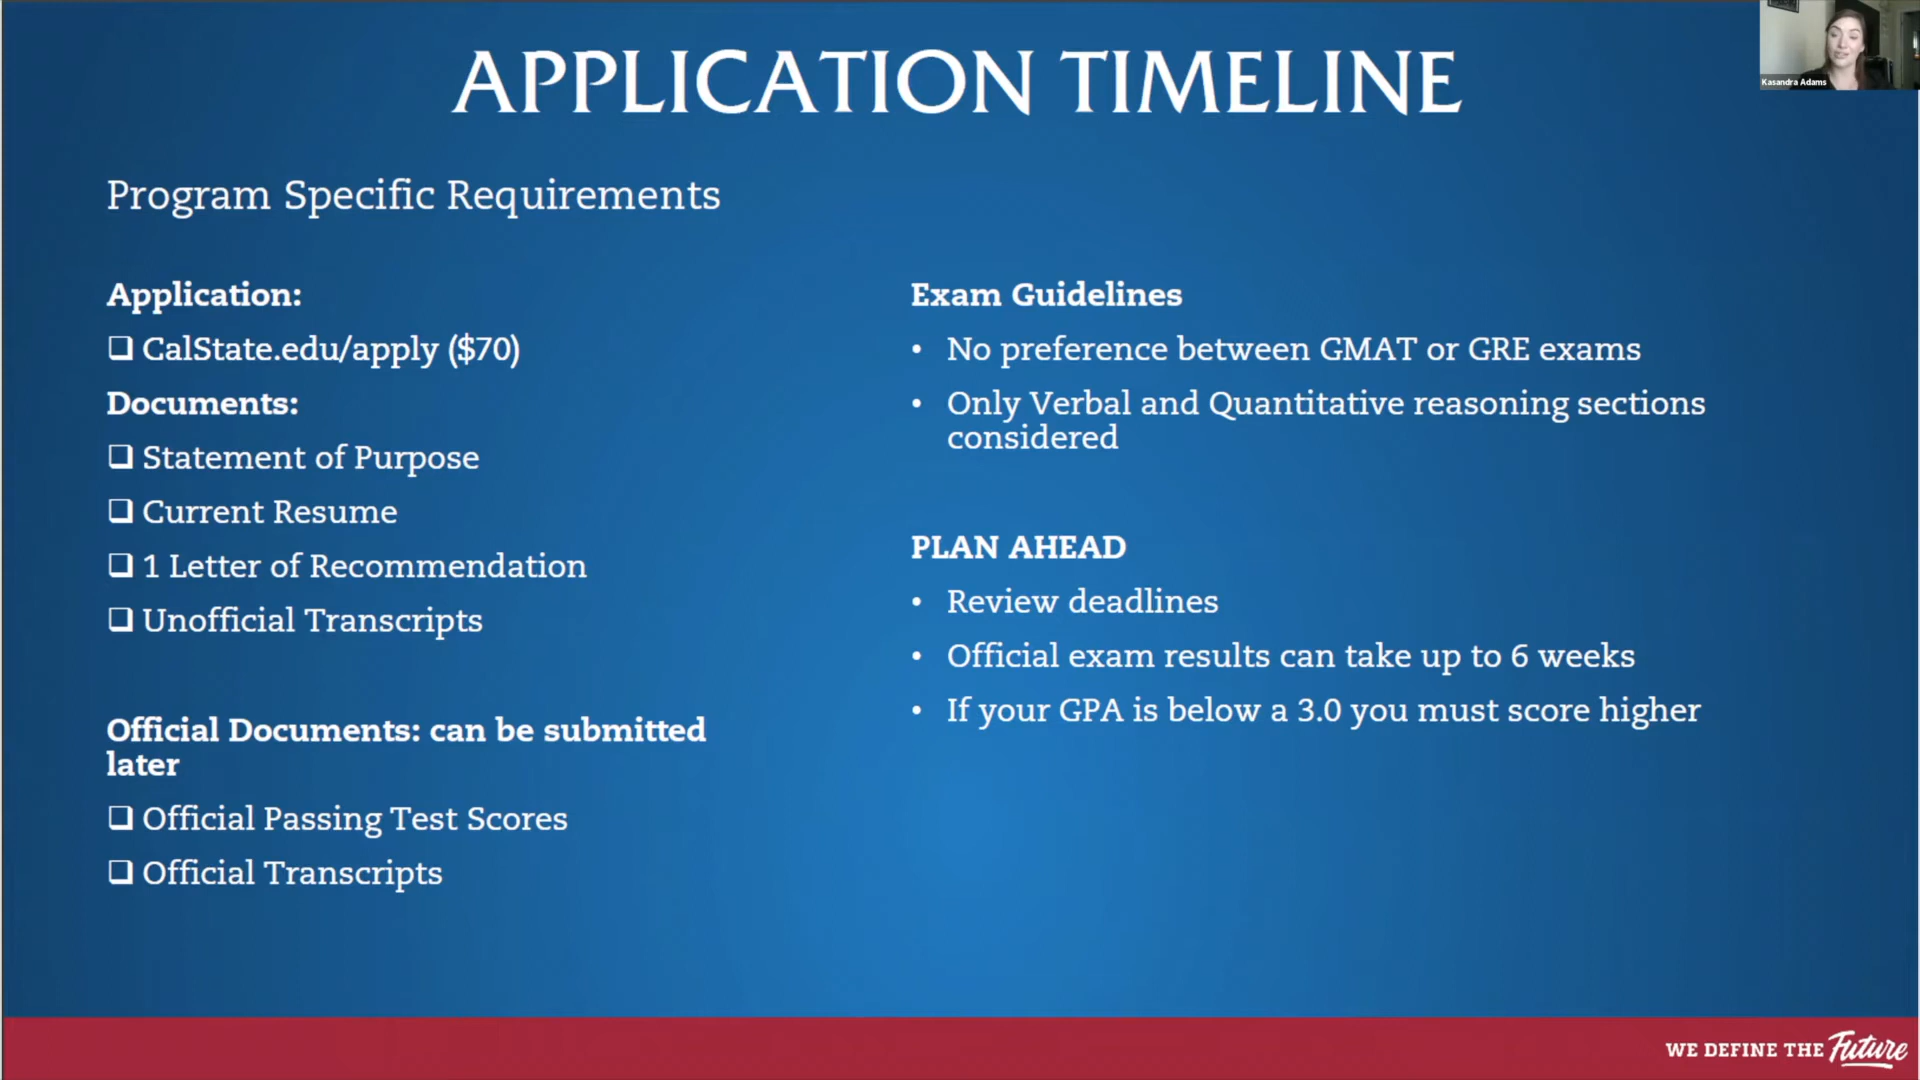 APPLICATION TIMELINE
Kasandra Adams
Program Specific Requirements
Application:
❑ CalState.edu/apply ($70)
Documents:
❑ Statement of Purpose
❑ Current Resume
❑ 1 Letter of Recommendation
❑ Unofficial Transcripts
Official Documents: can be submitted
later
❑ Official Passing Test Scores
❑ Official Transcripts
Exam Guidelines
• No preference between GMAT or GRE exams
• Only Verbal and Quantitative reasoning sections
considered
PLAN AHEAD
• Review deadlines
• Official exam results can take up to 6 weeks
• If your GPA is below a 3.0 you must score higher
WE DEFINE THE Future